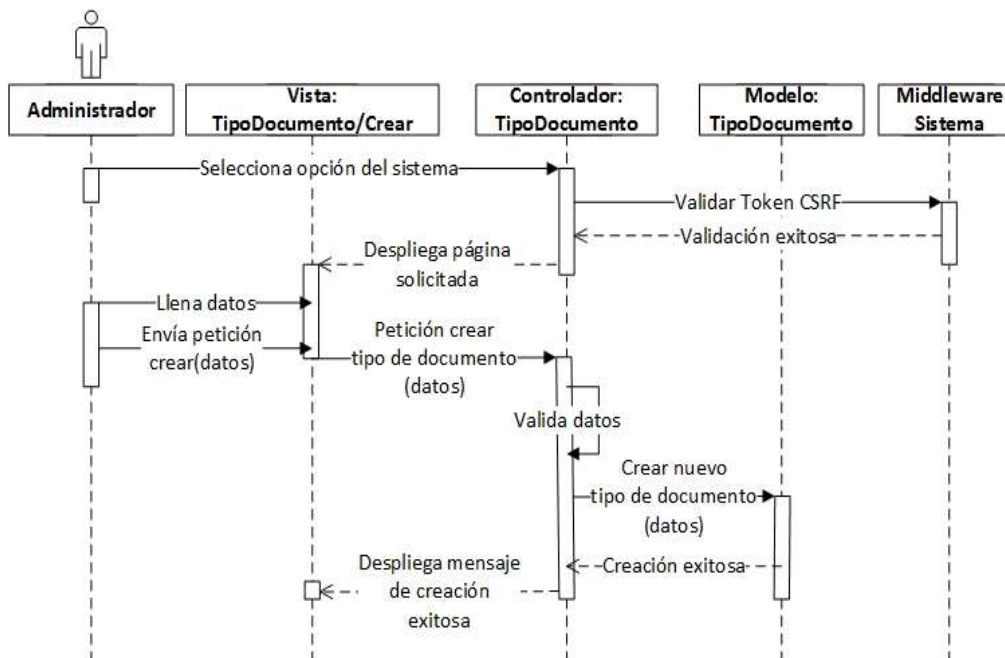 Administrador
Vista:
TipoDocumento/Crear
Controlador:
TipoDocumento
Modelo:
TipoDocumento
Middleware
Sistema
Selecciona opción del sistema
Validar Token CSRF
Validación exitosa
Despliega página
solicitada
Llena datos
Envía petición
crear(datos)
Petición crear
tipo de documento
(datos)
Valida datos
Crear nuevo
tipo de documento
(datos)
Creación exitosa
Despliega mensaje
de creación
exitosa